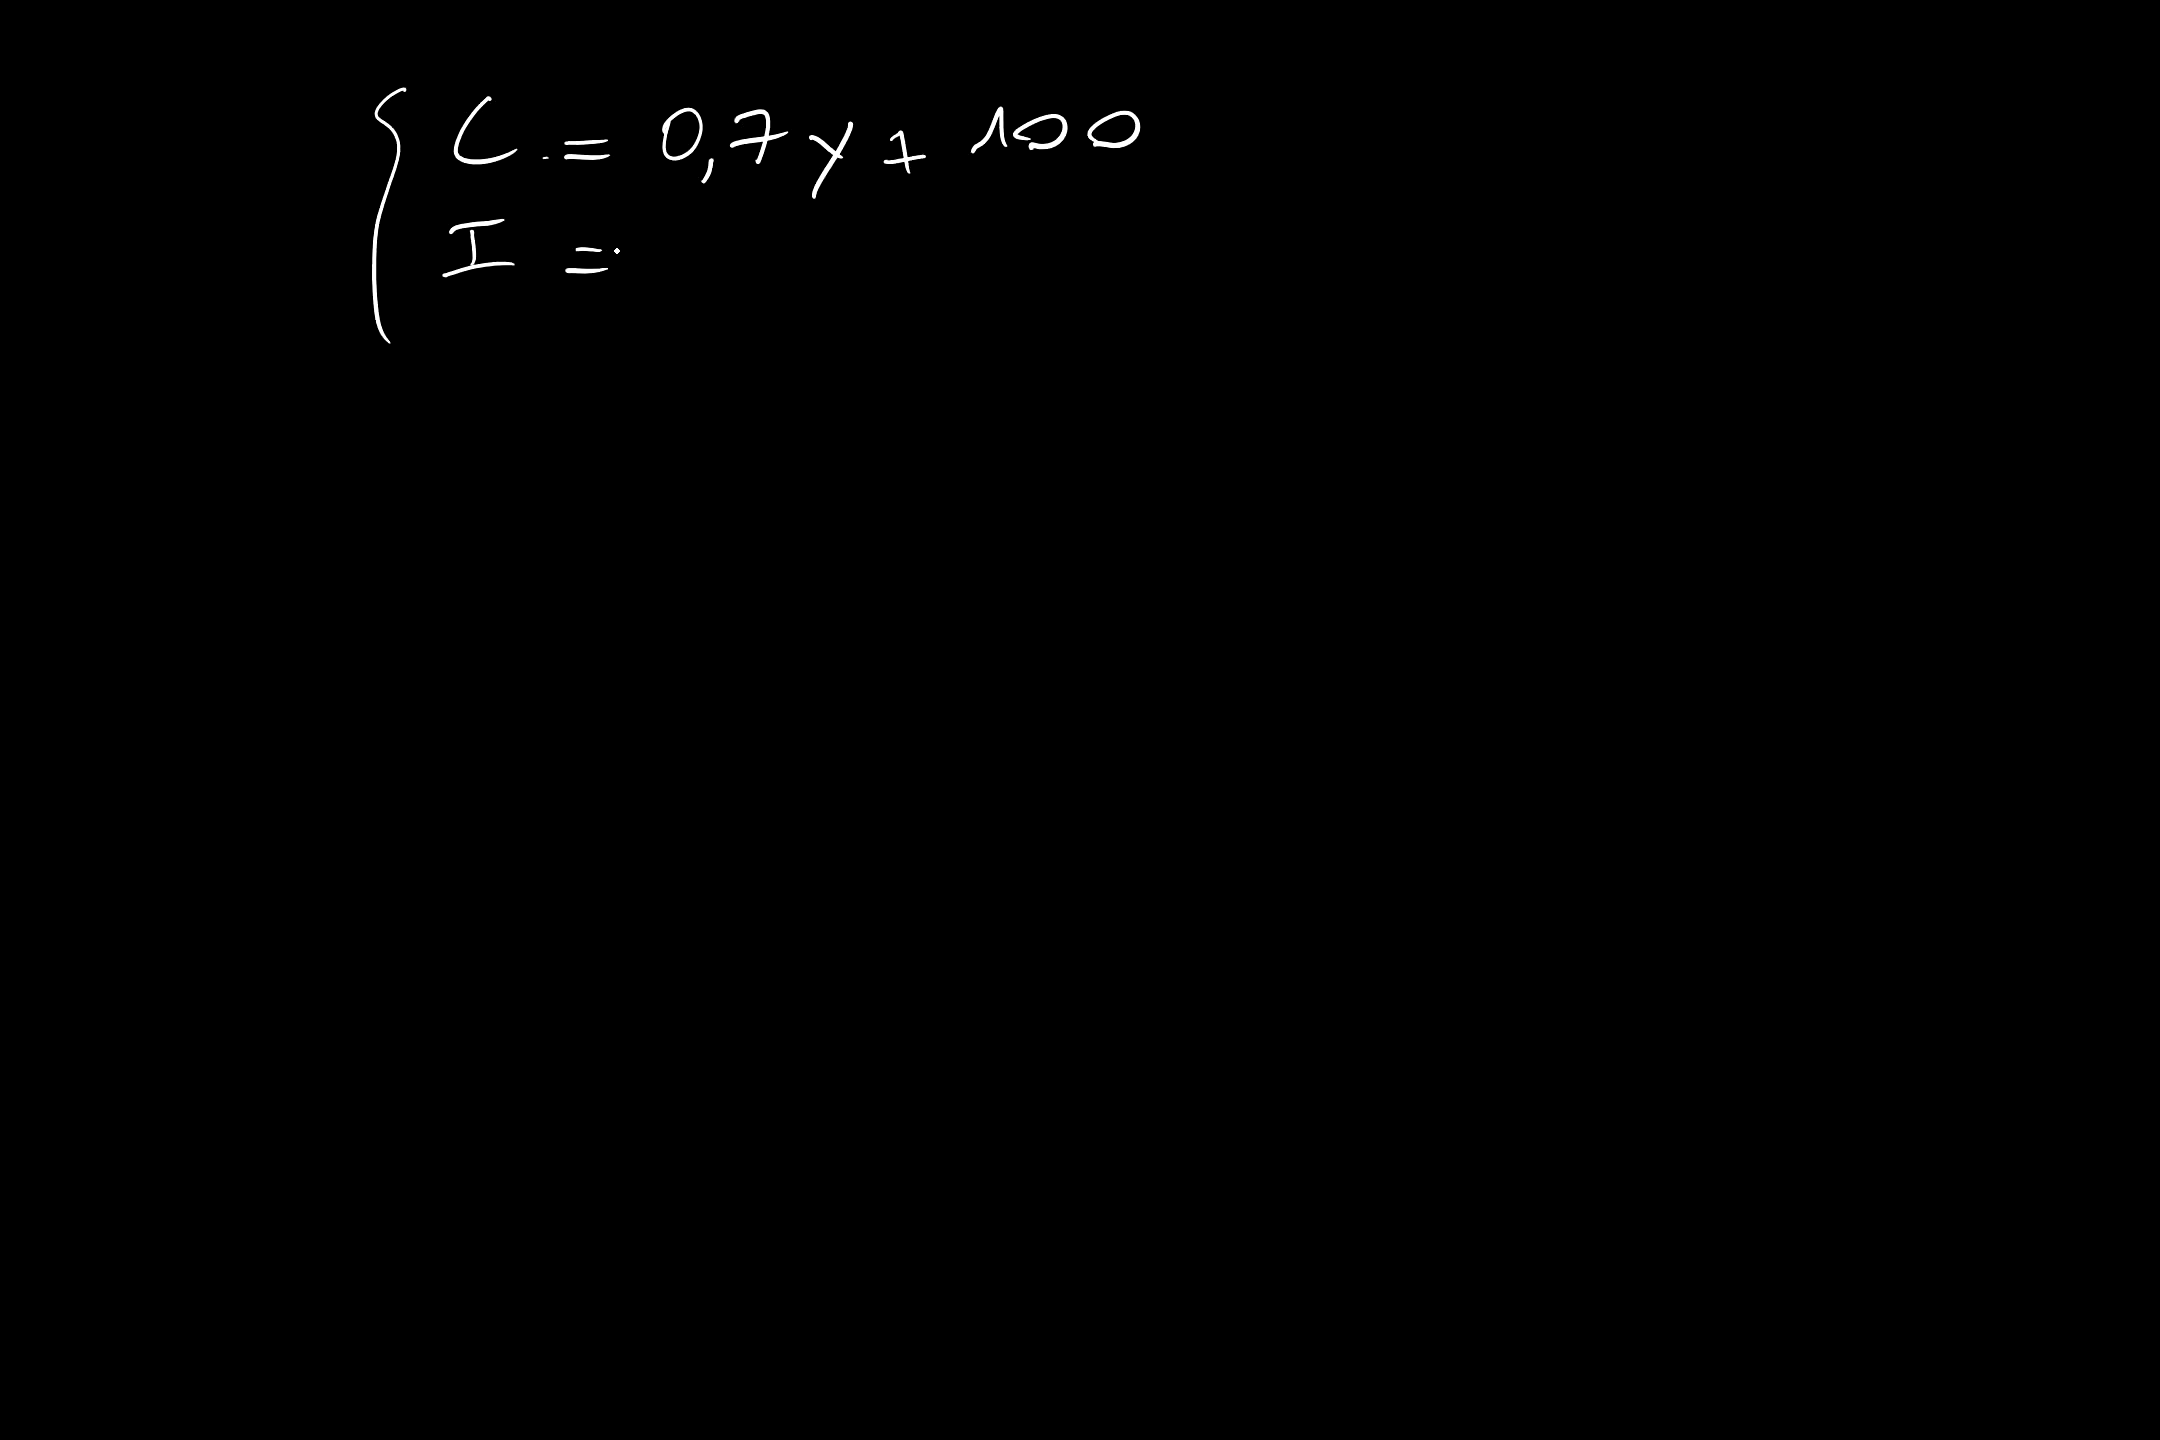 C = 0,7y + 100
I =